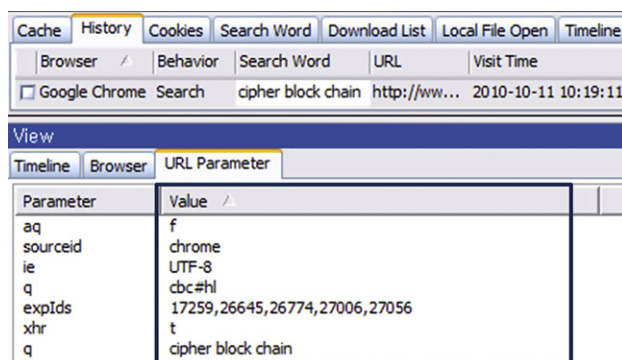 Cache History Cookies Search Word Download List Local File Open Timeline
Browser Behavior Search Word URL Visit Time
Google Chrome Search cipher block chain http://ww... 2010-10-11 10:19:11
View
Timeline Browser URL Parameter
Parameter Value
aq f
sourceid chrome
ie UTF-8
q cbc#hl
expIds 17259,26645,26774,27006,27056
xhr t
q cipher block chain